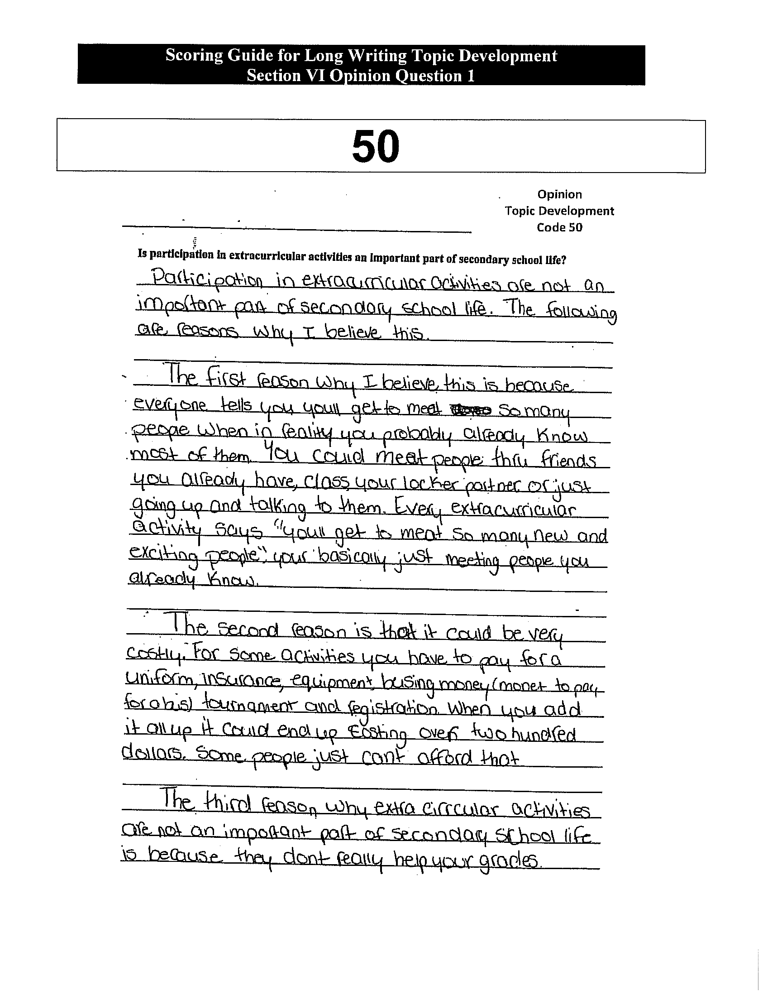 Scoring Guide for Long Writing Topic Development
Section VI Opinion Question 1
50
Opinion
Topic Development
Code 50
Is participation in extracurricular activities an important part of secondary school life?
Participation in extracurricular activities are not an
important part of secondary school life. The following
are reasons why I believe this.
The first reason why I believe this is because
everyone tells you youll get to meet so many
peope when in reality you probably already know
most of them. You could meet people thru friends
you already have, class, your locker partner or just
going up and talking to them. Every extracurricular
activity says "youll get to meat so many new and
exciting people", your basically just meeting people you
already know.
The second reason is that it could be very
costly. For some activities you have to pay for a
uniform, insurance, equipment, busing money (monet to pay
for a bus) tournament and registration. When you add
it all up it could end up costing over two hundred
dollars. Some people just cant afford that
The third reason why extra circcular activities
are not an important part of secondary school life
is because they dont really help your grades.